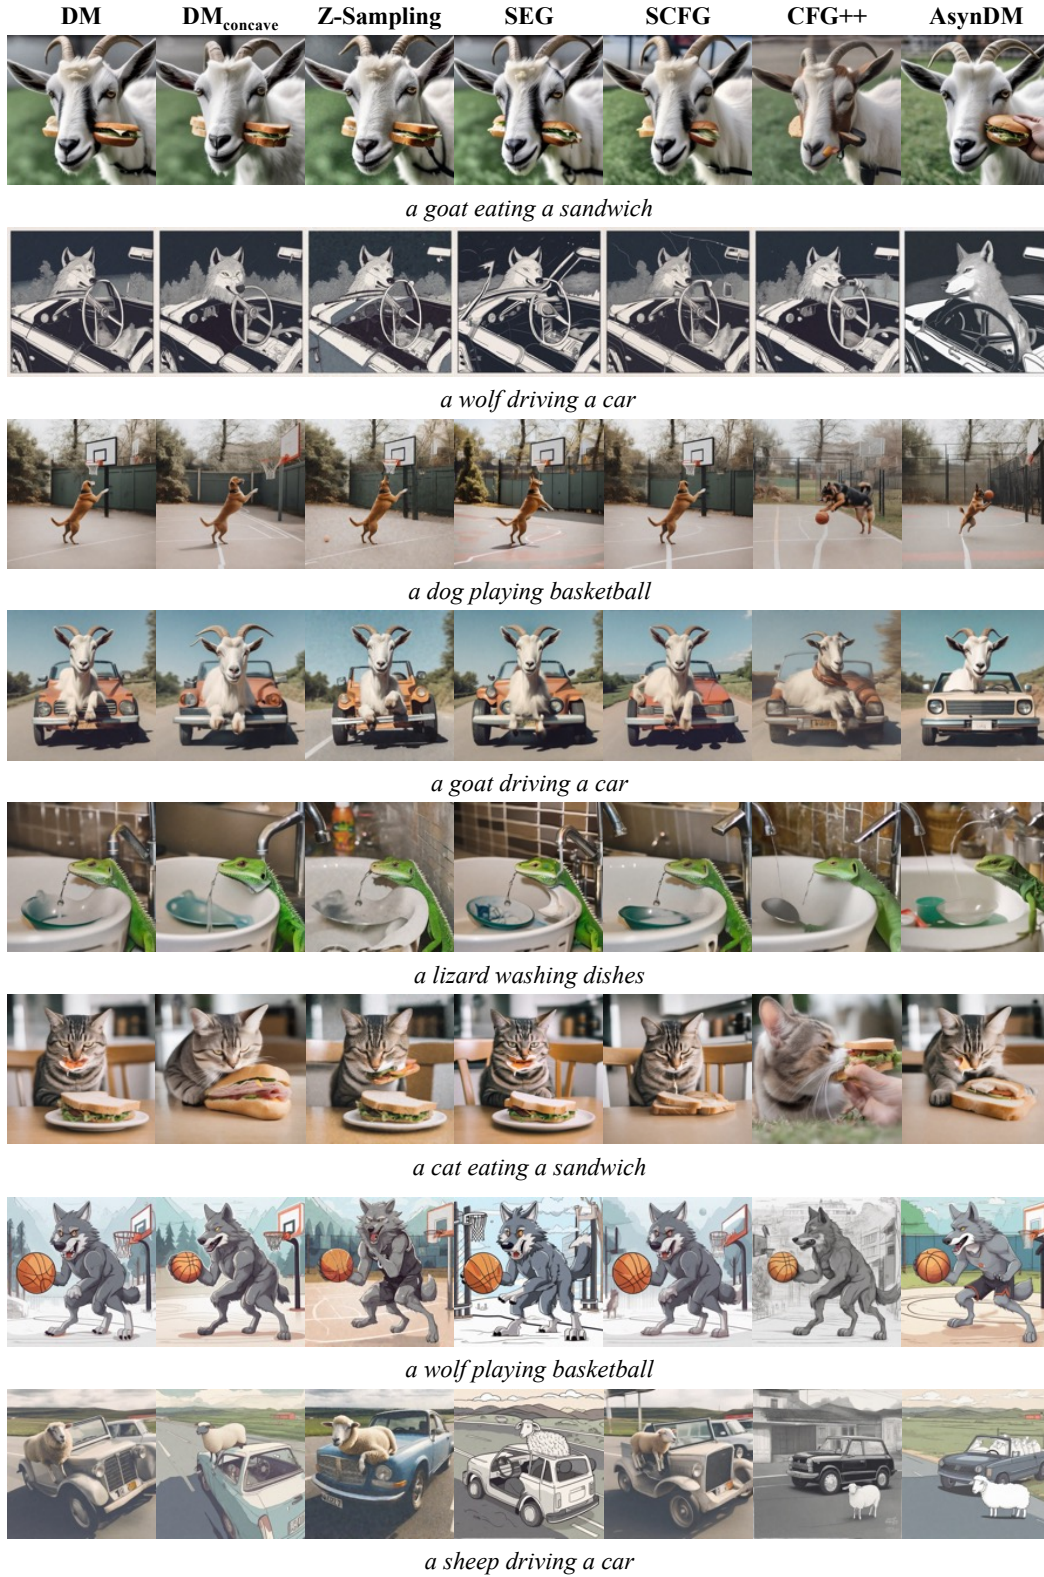 DM DM_concave Z-Sampling SEG SCFG CFG++ AsynDM
a goat eating a sandwich
a wolf driving a car
a dog playing basketball
a goat driving a car
a lizard washing dishes
a cat eating a sandwich
a wolf playing basketball
a sheep driving a car